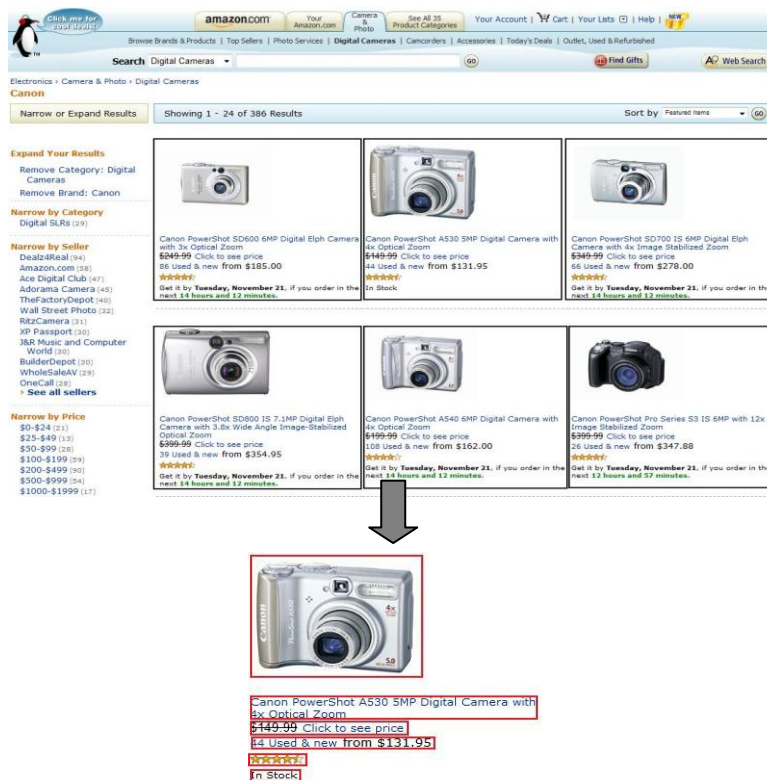 Click me for cool deals!
amazon.com
Your Amazon.com
Camera & Photo
See All 35 Product Categories
Your Account | Cart | Your Lists | Help | NEW
Browse Brands & Products | Top Sellers | Photo Services | Digital Cameras | Camcorders | Accessories | Today's Deals | Outlet, Used & Refurbished
Search Digital Cameras GO Find Gifts A9 Web Search
Electronics › Camera & Photo › Digital Cameras
Canon
Narrow or Expand Results
Showing 1 - 24 of 386 Results
Sort by Featured Items GO
Expand Your Results
Remove Category: Digital
Cameras
Remove Brand: Canon
Narrow by Category
Digital SLRs (29)
Narrow by Seller
Dealz4Real (94)
Amazon.com (58)
Ace Digital Club (47)
Adorama Camera (45)
TheFactoryDepot (40)
Wall Street Photo (32)
RitzCamera (31)
XP Passport (30)
J&R Music and Computer
World (30)
BuilderDepot (30)
WholeSaleAV (29)
OneCall (28)
› See all sellers
Narrow by Price
$0-$24 (21)
$25-$49 (13)
$50-$99 (28)
$100-$199 (59)
$200-$499 (90)
$500-$999 (54)
$1000-$1999 (17)
Canon PowerShot SD600 6MP Digital Elph Camera
with 3x Optical Zoom
$249.99 Click to see price
86 Used & new from $185.00
Get it by Tuesday, November 21, if you order in the
next 14 hours and 12 minutes.
Canon PowerShot A530 5MP Digital Camera with
4x Optical Zoom
$149.99 Click to see price
44 Used & new from $131.95
In Stock
Canon PowerShot SD700 IS 6MP Digital Elph
Camera with 4x Image Stabilized Zoom
$349.99 Click to see price
66 Used & new from $278.00
Get it by Tuesday, November 21, if you order in the
next 14 hours and 12 minutes.
Canon PowerShot SD800 IS 7.1MP Digital Elph
Camera with 3.8x Wide Angle Image-Stabilized
Optical Zoom
$399.99 Click to see price
39 Used & new from $354.95
Get it by Tuesday, November 21, if you order in the
next 14 hours and 12 minutes.
Canon PowerShot A540 6MP Digital Camera with
4x Optical Zoom
$199.99 Click to see price
108 Used & new from $162.00
Get it by Tuesday, November 21, if you order in the
next 14 hours and 12 minutes.
Canon PowerShot Pro Series S3 IS 6MP with 12x
Image Stabilized Zoom
$399.99 Click to see price
26 Used & new from $347.88
Get it by Tuesday, November 21, if you order in the
next 12 hours and 57 minutes.
Canon
PowerShot A530
4x
5.0
Canon PowerShot A530 5MP Digital Camera with
4x Optical Zoom
$149.99 Click to see price
44 Used & new from $131.95
In Stock